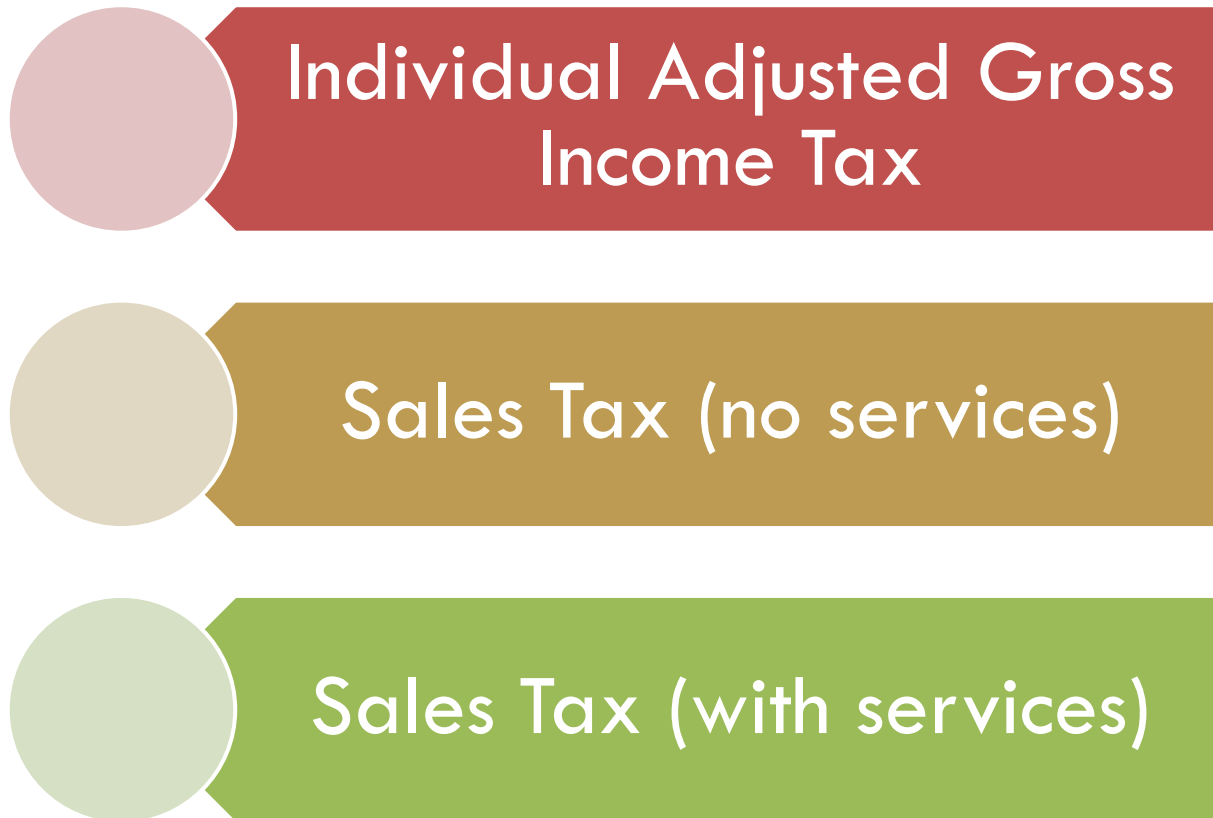 Individual Adjusted Gross
Income Tax
Sales Tax (no services)
Sales Tax (with services)